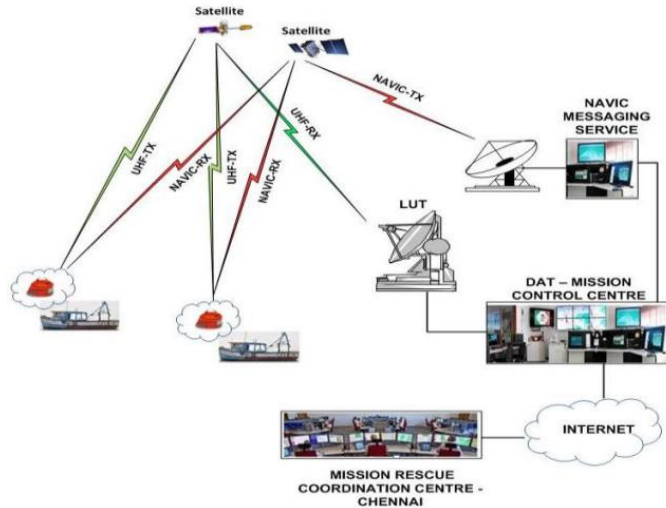 Satellite
Satellite
NAVIC-TX
UHF-RX
UHF-TX
NAVIC-RX
UHF-TX
NAVIC-RX
NAVIC
MESSAGING
SERVICE
LUT
DAT – MISSION
CONTROL CENTRE
INTERNET
MISSION RESCUE
COORDINATION CENTRE -
CHENNAI